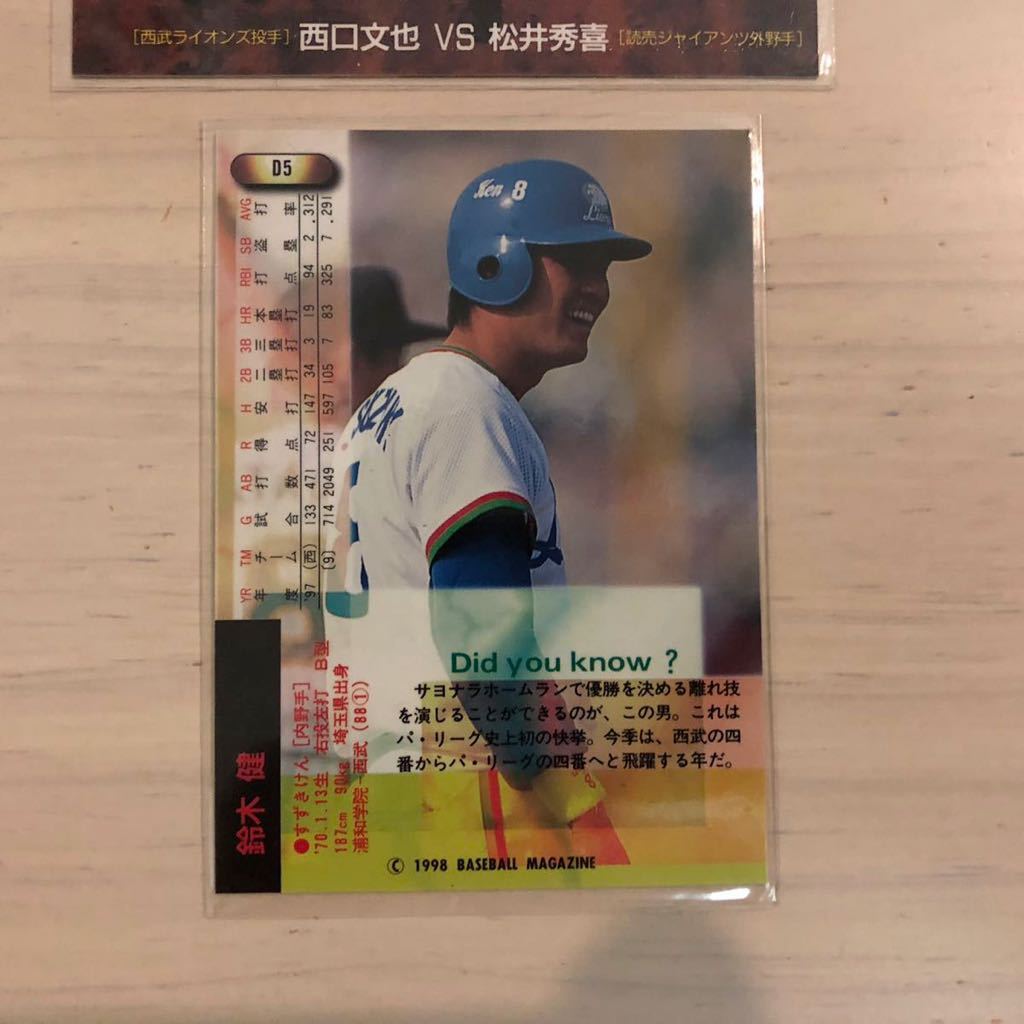 [西武ライオンズ投手] 西口文也 VS 松井秀喜 [読売ジャイアンツ外野手]
D5
Ken 8
YR TM G AB R H 2B 3B HR RBI SB AVG
年度 チーム 試合 打数 得点 安打 二塁打 三塁打 本塁打 打点 盗塁 打率
'97 (西) 133 471 72 147 34 3 19 94 2 .312
[9] 714 2049 251 597 105 7 83 325 7 .291
鈴木 健
●すずきけん [内野手]
'70.1.13生 右投左打 B型
187cm 90kg 埼玉県出身
浦和学院―西武(88①)
Did you know ?
サヨナラホームランで優勝を決める離れ技
を演じることができるのが、この男。これは
パ・リーグ史上初の快挙。今季は、西武の四
番からパ・リーグの四番へと飛躍する年だ。
© 1998 BASEBALL MAGAZINE